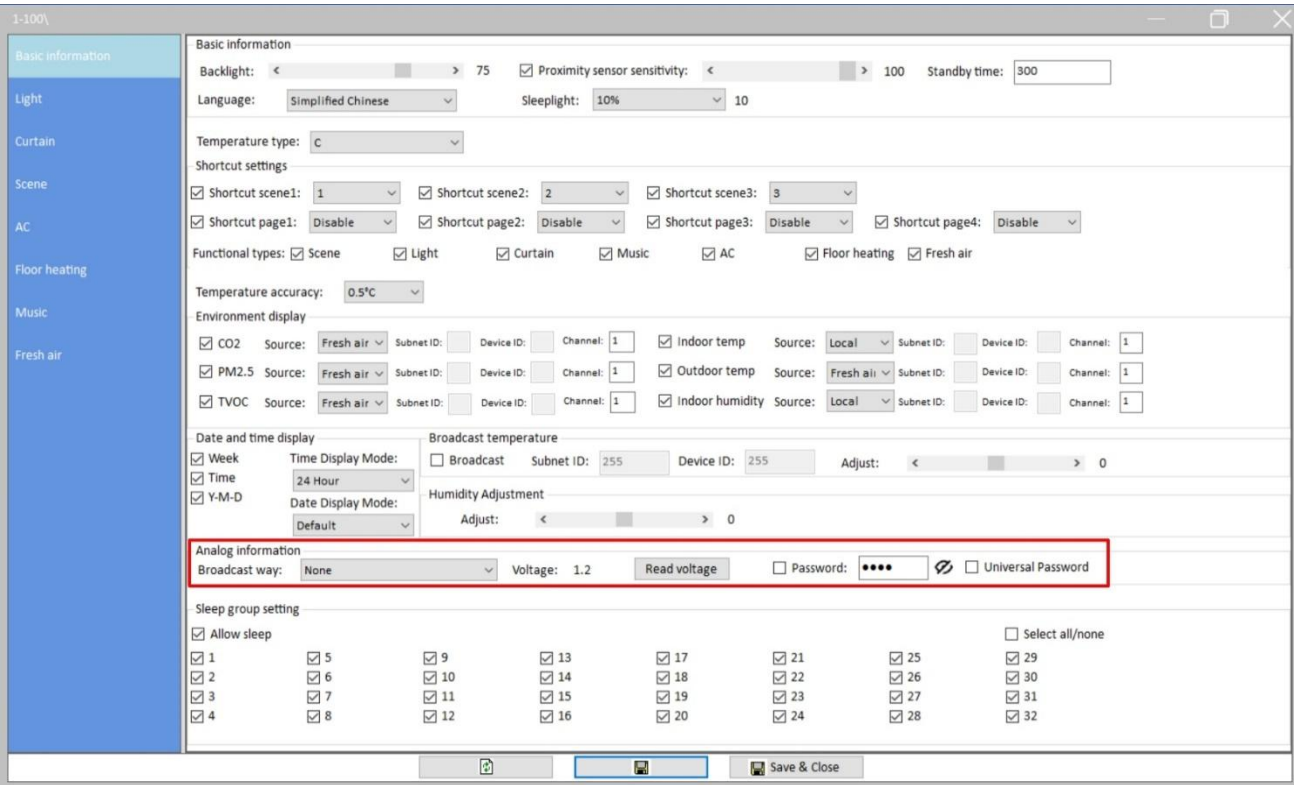 1-100\
Basic information
Light
Curtain
Scene
AC
Floor heating
Music
Fresh air
Basic information
Backlight: < > 75 Proximity sensor sensitivity: < > 100 Standby time: 300
Language: Simplified Chinese Sleeplight: 10% 10
Temperature type: C
Shortcut settings
Shortcut scene1: 1 Shortcut scene2: 2 Shortcut scene3: 3
Shortcut page1: Disable Shortcut page2: Disable Shortcut page3: Disable Shortcut page4: Disable
Functional types: Scene Light Curtain Music AC Floor heating Fresh air
Temperature accuracy: 0.5°C
Environment display
CO2 Source: Fresh air Subnet ID: Device ID: Channel: 1 Indoor temp Source: Local Subnet ID: Device ID: Channel: 1
PM2.5 Source: Fresh air Subnet ID: Device ID: Channel: 1 Outdoor temp Source: Fresh air Subnet ID: Device ID: Channel: 1
TVOC Source: Fresh air Subnet ID: Device ID: Channel: 1 Indoor humidity Source: Local Subnet ID: Device ID: Channel: 1
Date and time display
Week Time Display Mode:
Time 24 Hour
Y-M-D Date Display Mode:
Default
Broadcast temperature
Broadcast Subnet ID: 255 Device ID: 255 Adjust: < > 0
Humidity Adjustment
Adjust: < > 0
Analog information
Broadcast way: None Voltage: 1.2 Read voltage Password: •••• Universal Password
Sleep group setting
Allow sleep Select all/none
1 5 9 13 17 21 25 29
2 6 10 14 18 22 26 30
3 7 11 15 19 23 27 31
4 8 12 16 20 24 28 32
Save & Close